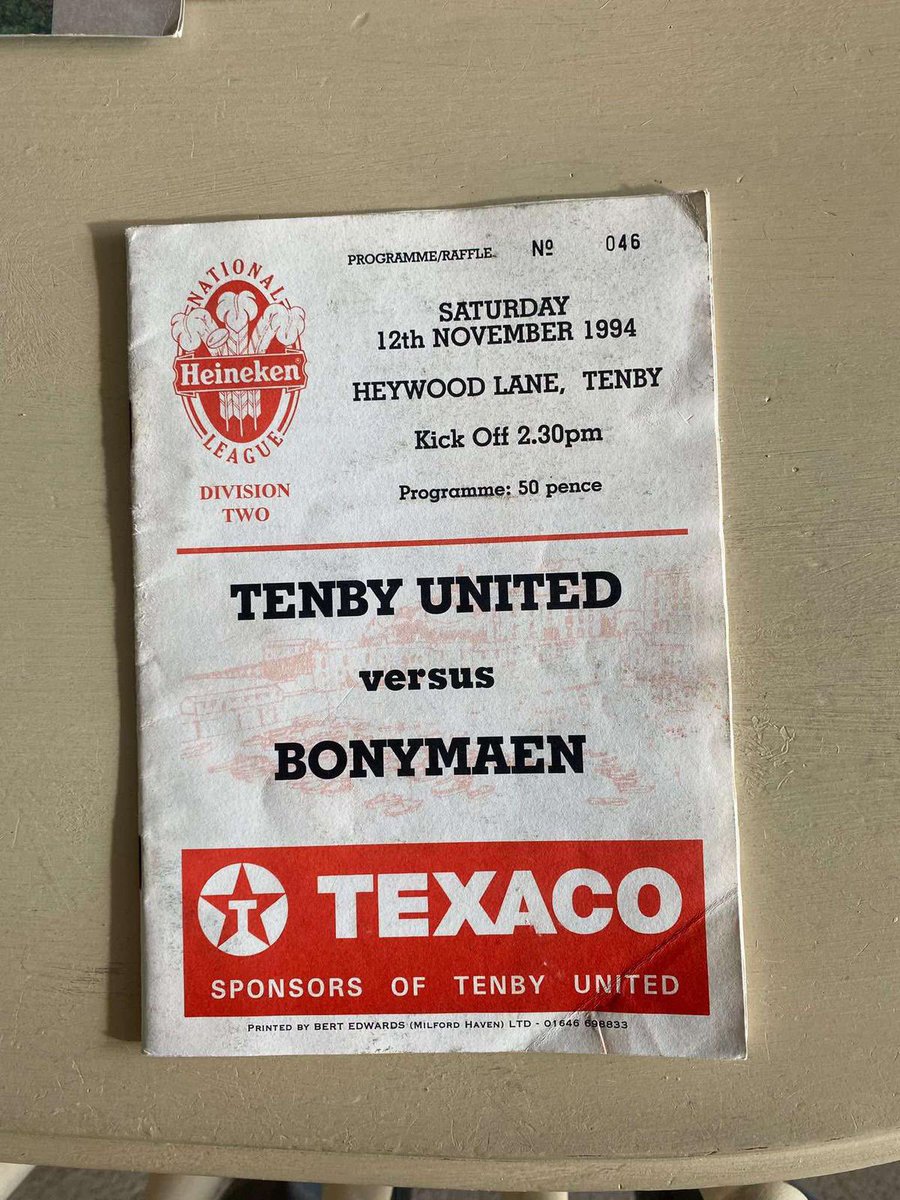 PROGRAMME/RAFFLE Nº 046
NATIONAL
Heineken®
LEAGUE
DIVISION
TWO
SATURDAY
12th NOVEMBER 1994
HEYWOOD LANE, TENBY
Kick Off 2.30pm
Programme: 50 pence
TENBY UNITED
versus
BONYMAEN
T TEXACO
SPONSORS OF TENBY UNITED
PRINTED BY BERT EDWARDS (MILFORD HAVEN) LTD - 01646 698833